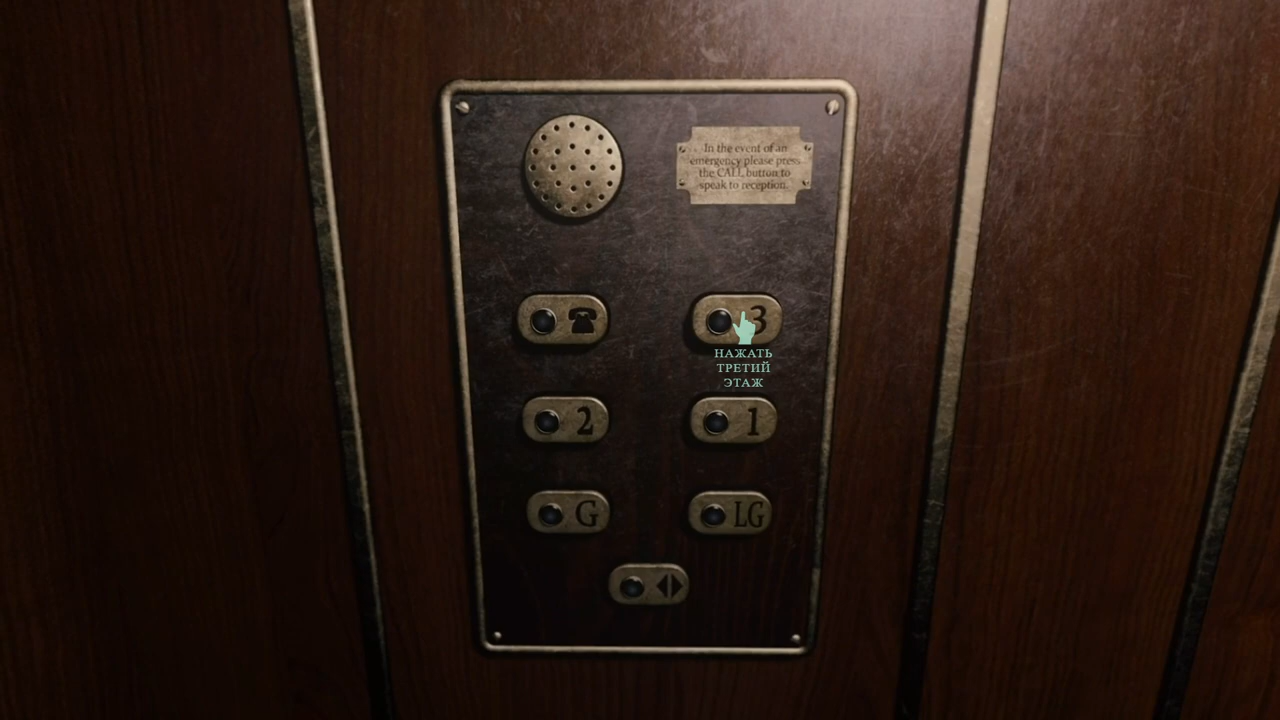 In the event of an
emergency please press
the CALL button to
speak to reception.
3
НАЖАТЬ
ТРЕТИЙ
ЭТАЖ
2
1
G
LG